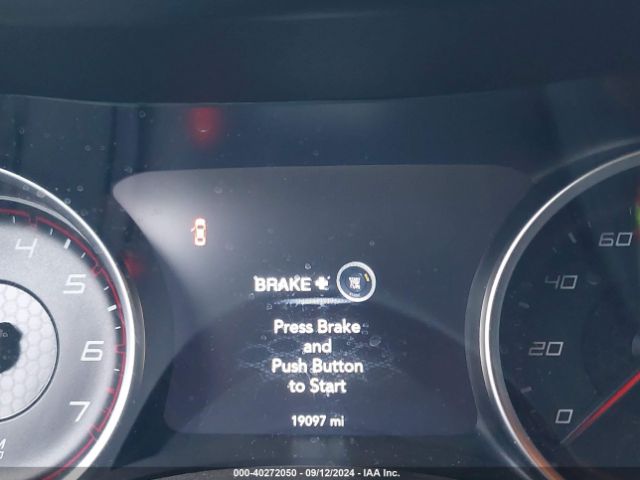 4
5
6
7
BRAKE +
Press Brake
and
Push Button
to Start
19097 mi
60
40
20
0
000-40272050 - 09/12/2024 - IAA Inc.